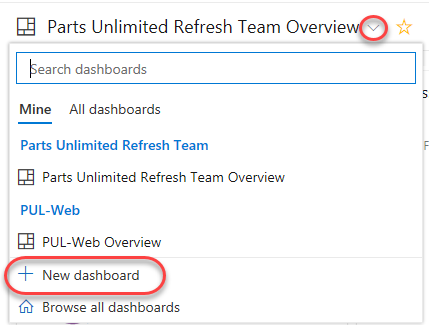 Parts Unlimited Refresh Team Overview
Search dashboards
Mine All dashboards
Parts Unlimited Refresh Team
Parts Unlimited Refresh Team Overview
PUL-Web
PUL-Web Overview
New dashboard
Browse all dashboards